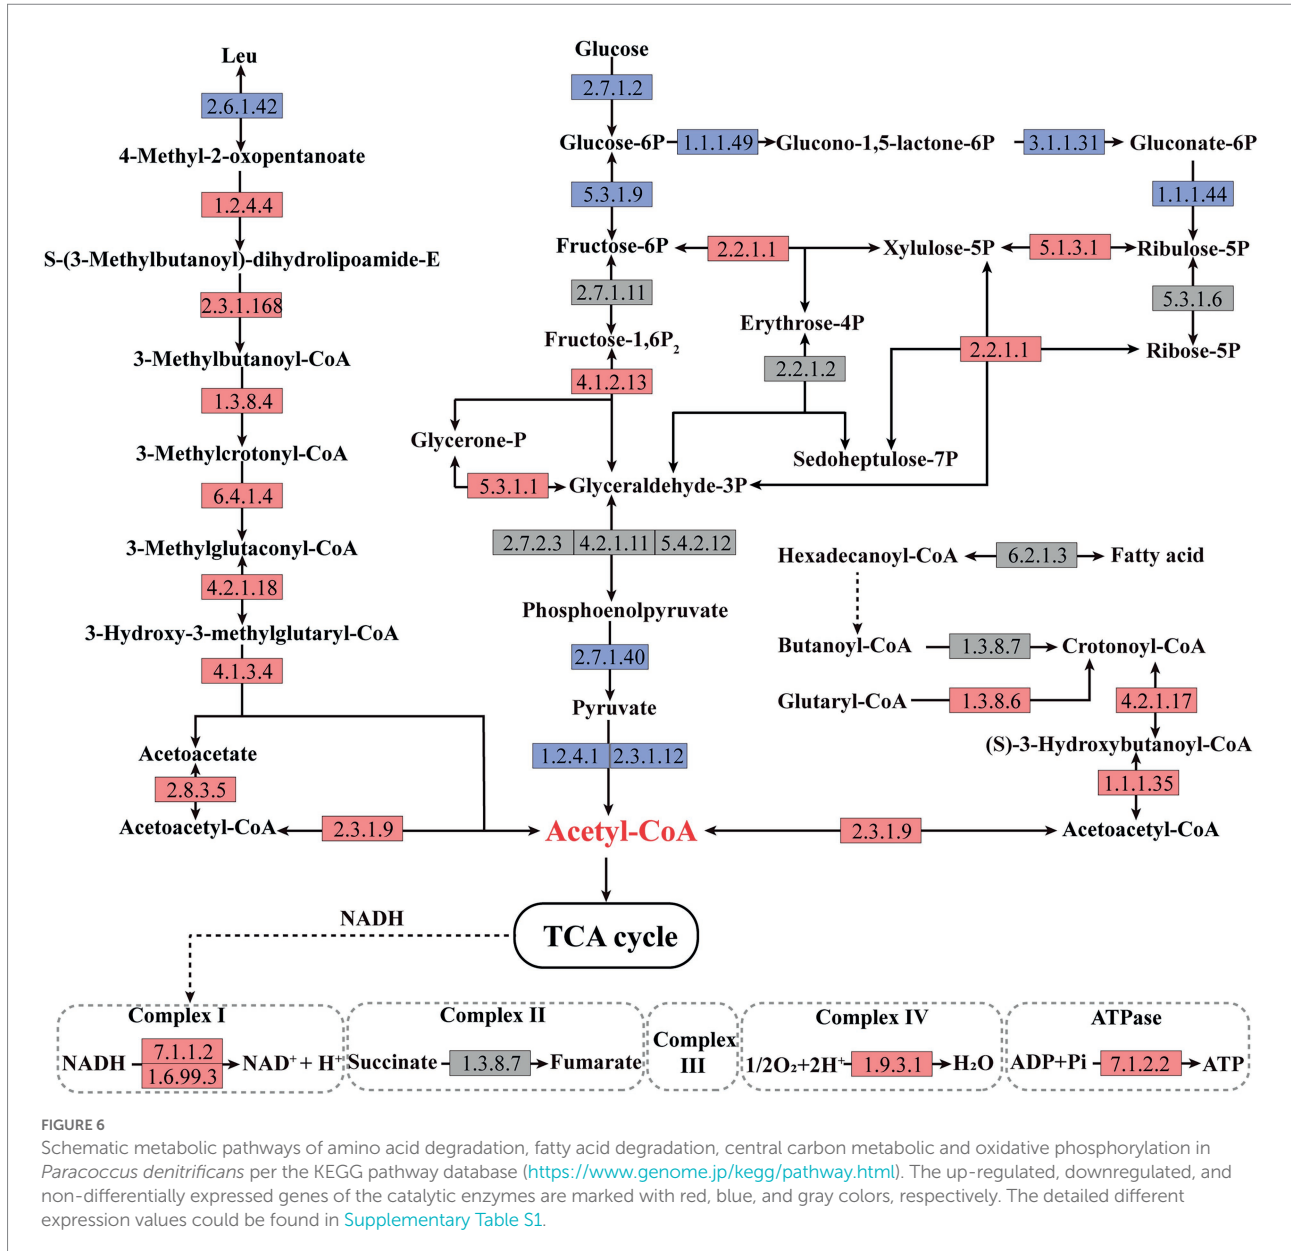 Leu
2.6.1.42
4-Methyl-2-oxopentanoate
1.2.4.4
S-(3-Methylbutanoyl)-dihydrolipoamide-E
2.3.1.168
3-Methylbutanoyl-CoA
1.3.8.4
3-Methylcrotonyl-CoA
6.4.1.4
3-Methylglutaconyl-CoA
4.2.1.18
3-Hydroxy-3-methylglutaryl-CoA
4.1.3.4
Acetoacetate
2.8.3.5
Acetoacetyl-CoA
2.3.1.9
Glucose
2.7.1.2
Glucose-6P
1.1.1.49
Glucono-1,5-lactone-6P
3.1.1.31
Gluconate-6P
5.3.1.9
1.1.1.44
Fructose-6P
2.2.1.1
Xylulose-5P
5.1.3.1
Ribulose-5P
2.7.1.11
5.3.1.6
Erythrose-4P
Fructose-1,6P₂
2.2.1.1
Ribose-5P
2.2.1.2
4.1.2.13
Glycerone-P
Sedoheptulose-7P
5.3.1.1
Glyceraldehyde-3P
2.7.2.3 4.2.1.11 5.4.2.12
Phosphoenolpyruvate
2.7.1.40
Pyruvate
1.2.4.1 2.3.1.12
Acetyl-CoA
Hexadecanoyl-CoA
6.2.1.3
Fatty acid
Butanoyl-CoA
1.3.8.7
Crotonoyl-CoA
Glutaryl-CoA
1.3.8.6
4.2.1.17
(S)-3-Hydroxybutanoyl-CoA
1.1.1.35
2.3.1.9
Acetoacetyl-CoA
NADH
TCA cycle
Complex I
NADH
7.1.1.2
1.6.99.3
NAD⁺ + H⁺
Complex II
Succinate
1.3.8.7
Fumarate
Complex
III
Complex IV
1/2O₂+2H⁺
1.9.3.1
H₂O
ATPase
ADP+Pi
7.1.2.2
ATP
FIGURE 6
Schematic metabolic pathways of amino acid degradation, fatty acid degradation, central carbon metabolic and oxidative phosphorylation in
Paracoccus denitrificans per the KEGG pathway database (https://www.genome.jp/kegg/pathway.html). The up-regulated, downregulated, and
non-differentially expressed genes of the catalytic enzymes are marked with red, blue, and gray colors, respectively. The detailed different
expression values could be found in Supplementary Table S1.